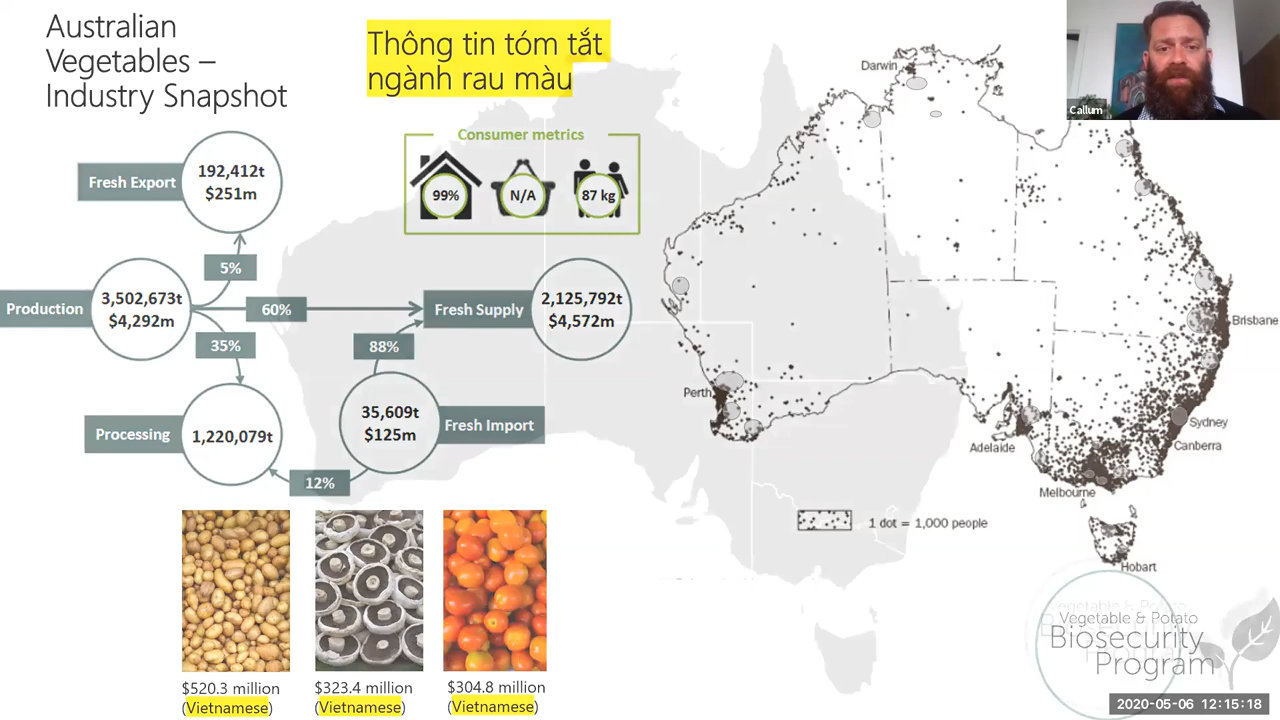 Australian
Vegetables –
Industry Snapshot
Thông tin tóm tắt
ngành rau màu
Callum
Consumer metrics
99%
N/A
87 kg
Fresh Export
192,412t
$251m
5%
Production
3,502,673t
$4,292m
60%
Fresh Supply
2,125,792t
$4,572m
35%
88%
Processing
1,220,079t
35,609t
$125m
Fresh Import
12%
$520.3 million
(Vietnamese)
$323.4 million
(Vietnamese)
$304.8 million
(Vietnamese)
Darwin
Brisbane
Perth
Sydney
Canberra
Adelaide
Melbourne
1 dot = 1,000 people
Hobart
Vegetable & Potato
Biosecurity
Program
2020-05-06 12:15:18